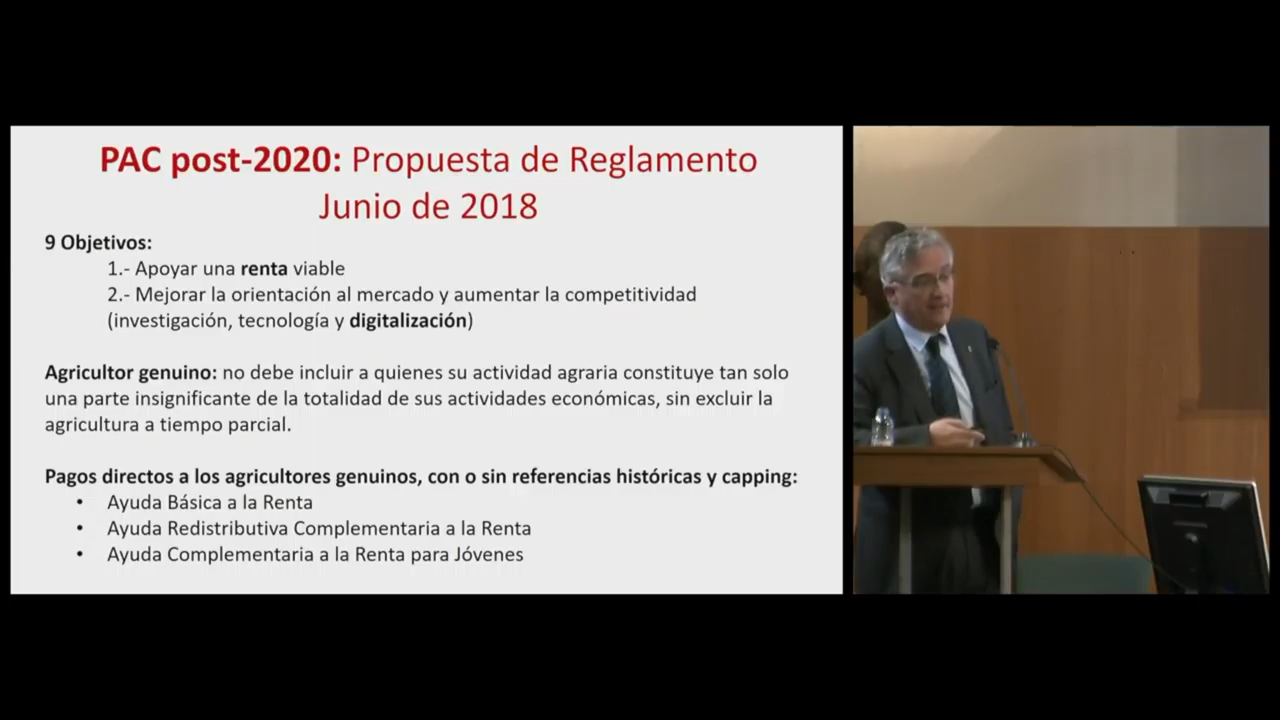 PAC post-2020: Propuesta de Reglamento
Junio de 2018
9 Objetivos:
1.- Apoyar una renta viable
2.- Mejorar la orientación al mercado y aumentar la competitividad
(investigación, tecnología y digitalización)
Agricultor genuino: no debe incluir a quienes su actividad agraria constituye tan solo
una parte insignificante de la totalidad de sus actividades económicas, sin excluir la
agricultura a tiempo parcial.
Pagos directos a los agricultores genuinos, con o sin referencias históricas y capping:
• Ayuda Básica a la Renta
• Ayuda Redistributiva Complementaria a la Renta
• Ayuda Complementaria a la Renta para Jóvenes